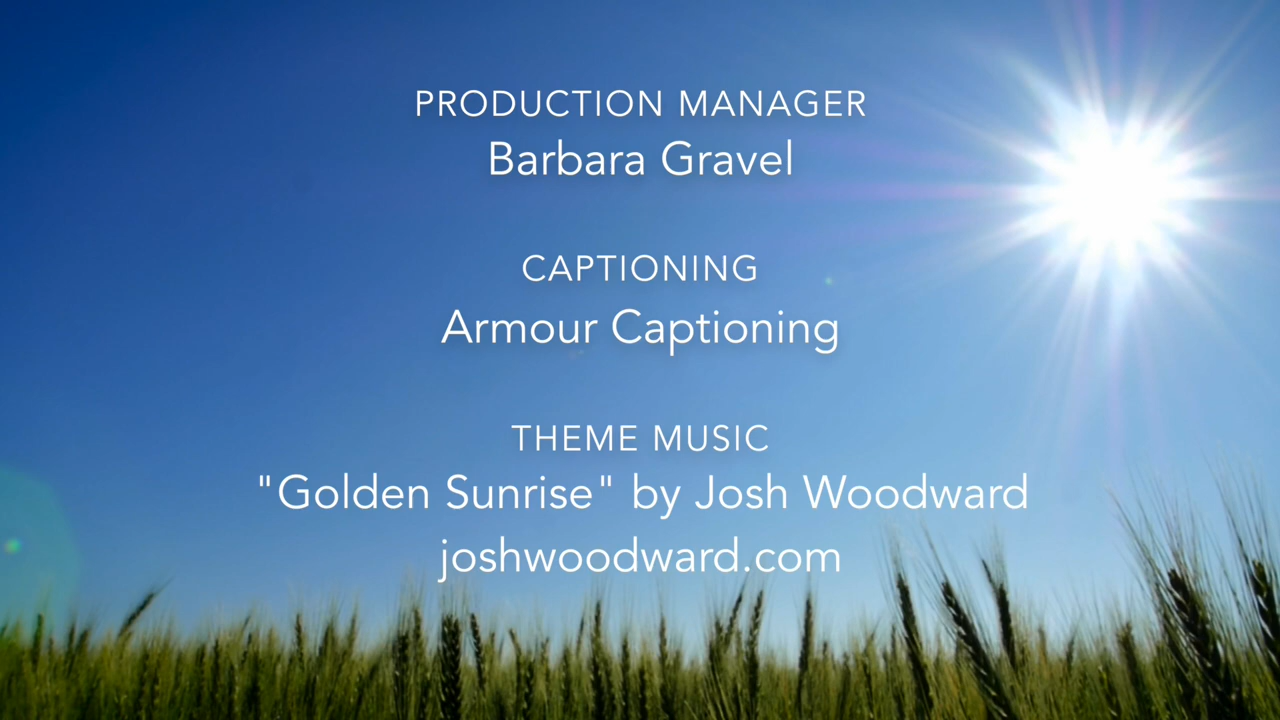 PRODUCTION MANAGER
Barbara Gravel
CAPTIONING
Armour Captioning
THEME MUSIC
"Golden Sunrise" by Josh Woodward
joshwoodward.com